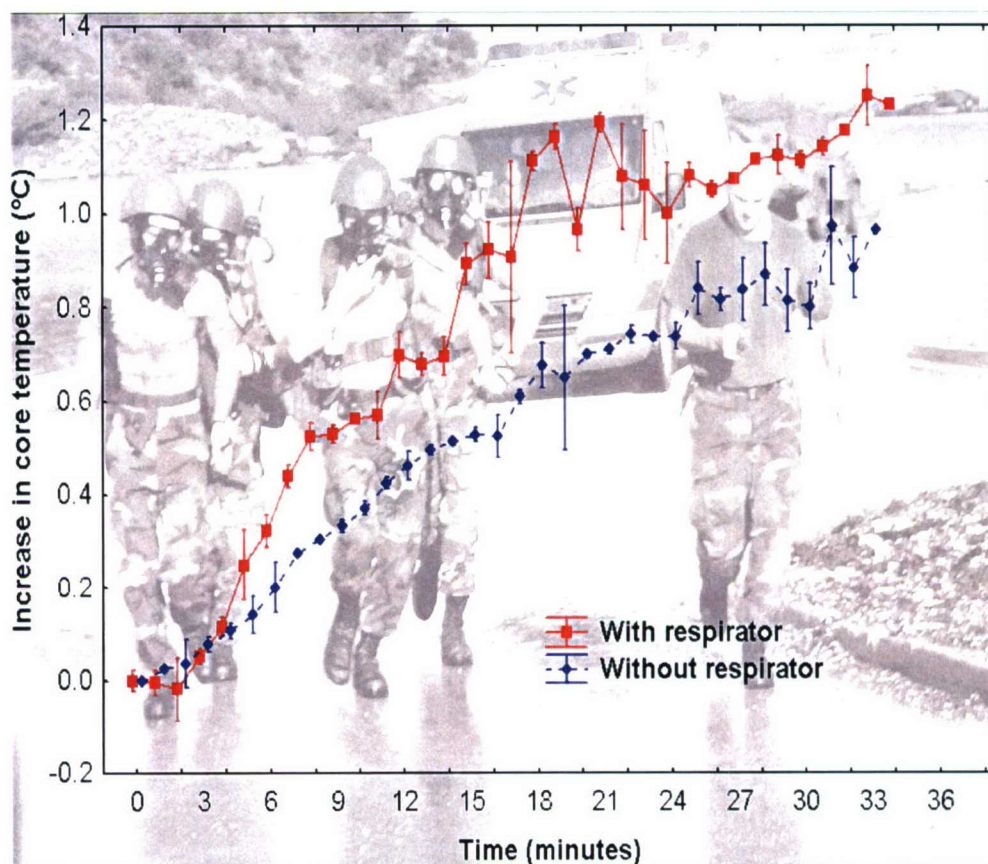 Increase in core temperature (°C)
1.4
1.2
1.0
0.8
0.6
0.4
0.2
0.0
-0.2
With respirator
Without respirator
0 3 6 9 12 15 18 21 24 27 30 33 36
Time (minutes)